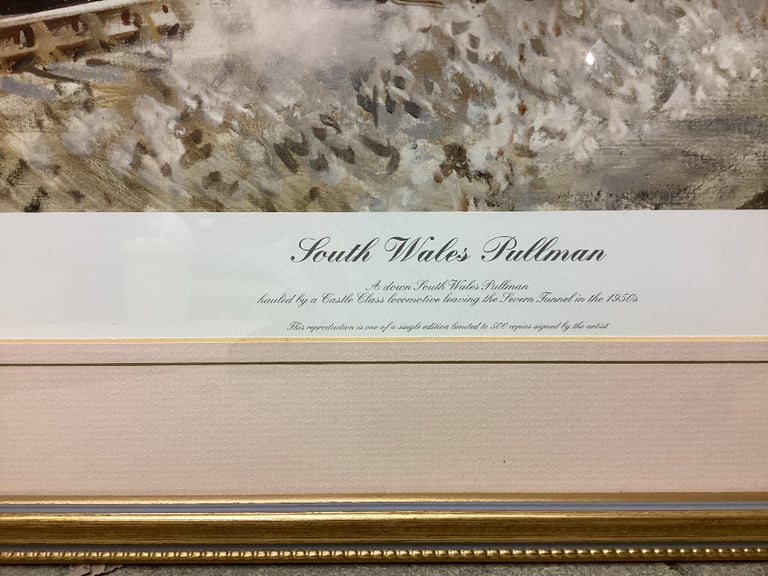 South Wales Pullman
A down South Wales Pullman
hauled by a Castle Class locomotive leaving the Severn Tunnel in the 1950s
This reproduction is one of a single edition limited to 500 copies signed by the artist